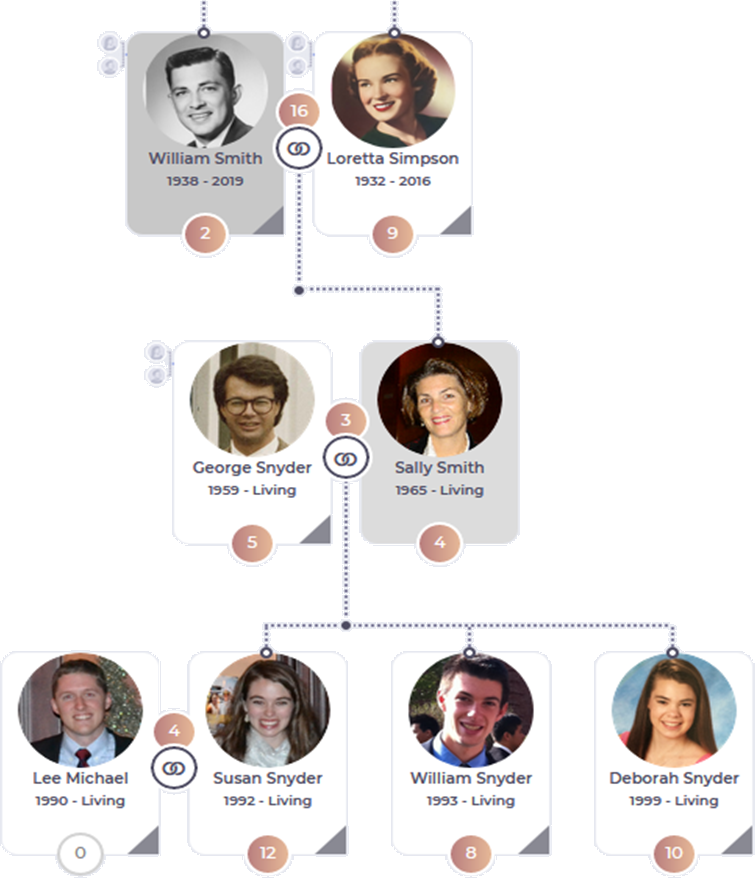 16
William Smith
1938 - 2019
2
Loretta Simpson
1932 - 2016
9
3
George Snyder
1959 - Living
5
Sally Smith
1965 - Living
4
4
Lee Michael
1990 - Living
0
Susan Snyder
1992 - Living
12
William Snyder
1993 - Living
8
Deborah Snyder
1999 - Living
10